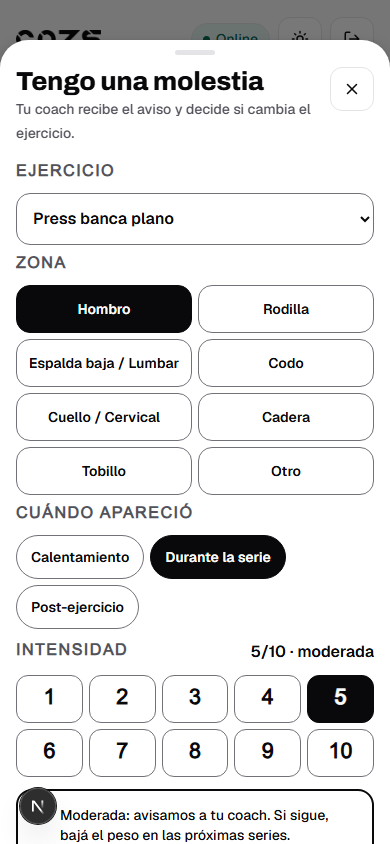 Online
Tengo una molestia
Tu coach recibe el aviso y decide si cambia el
ejercicio.
EJERCICIO
Press banca plano
ZONA
Hombro
Rodilla
Espalda baja / Lumbar
Codo
Cuello / Cervical
Cadera
Tobillo
Otro
CUÁNDO APARECIÓ
Calentamiento
Durante la serie
Post-ejercicio
INTENSIDAD
5/10 · moderada
1 2 3 4 5
6 7 8 9 10
N
Moderada: avisamos a tu coach. Si sigue,
bajá el peso en las próximas series.